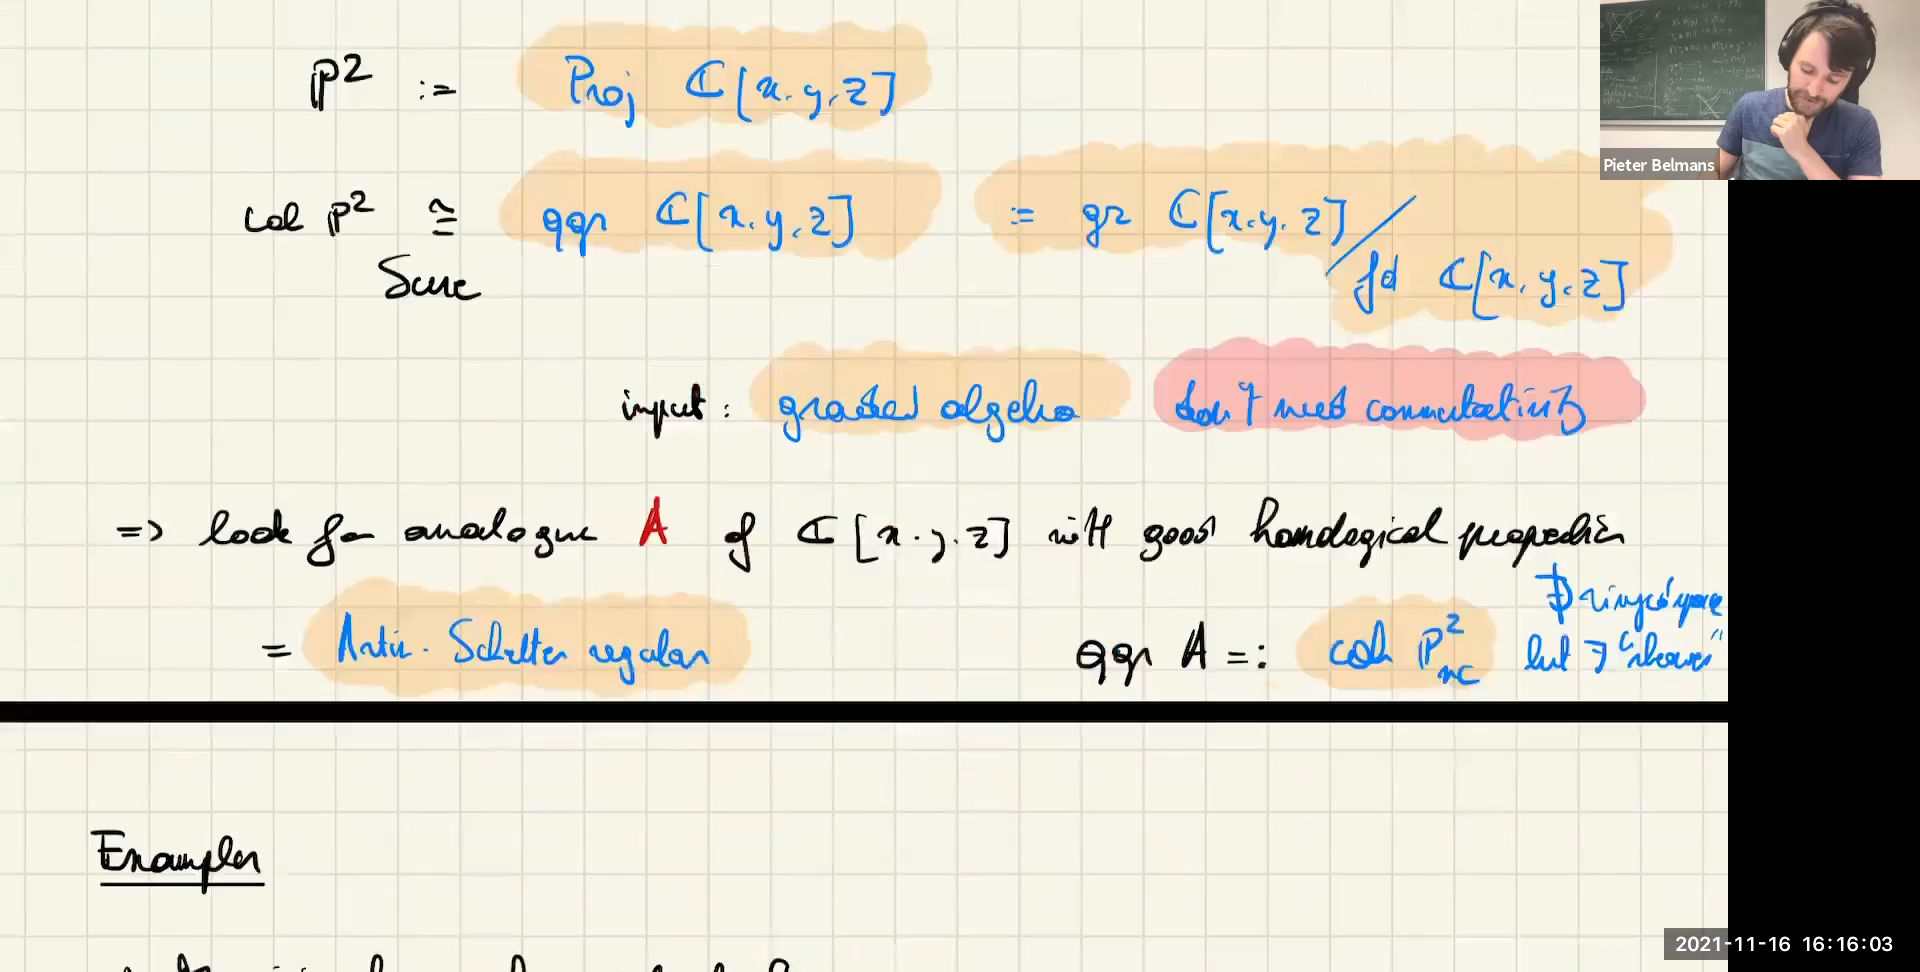 ℙ² := Proj ℂ[x,y,z]
coh ℙ² ≅ qgr ℂ[x,y,z] := gr ℂ[x,y,z] / fd ℂ[x,y,z]
Serre
input: graded algebra don't need commutativity
=> look for analogue A of ℂ[x,y,z] with good homological properties
= Artin-Schelter regular qgr A =: coh ℙ²nc
∄ ringed space
but ∃ "sheaves"
Examples
Pieter Belmans
2021-11-16 16:16:03